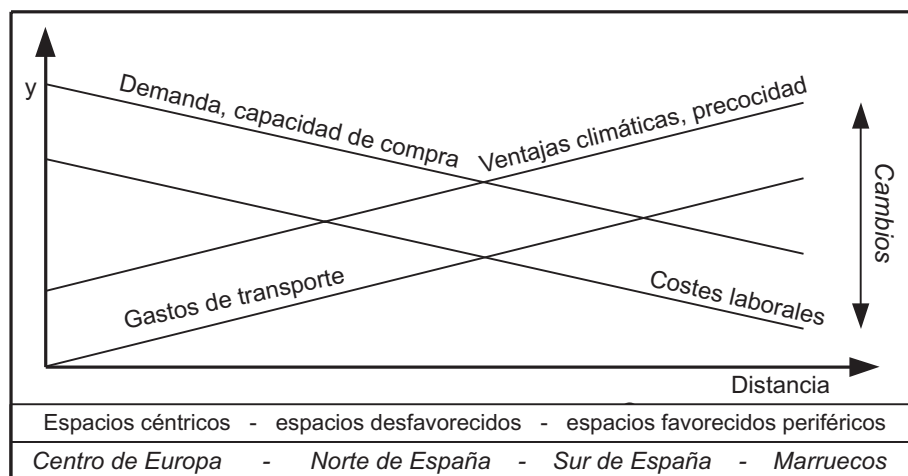 y
Demanda, capacidad de compra
Ventajas climáticas, precocidad
Cambios
Gastos de transporte
Costes laborales
Distancia
Espacios céntricos - espacios desfavorecidos - espacios favorecidos periféricos
Centro de Europa - Norte de España - Sur de España - Marruecos